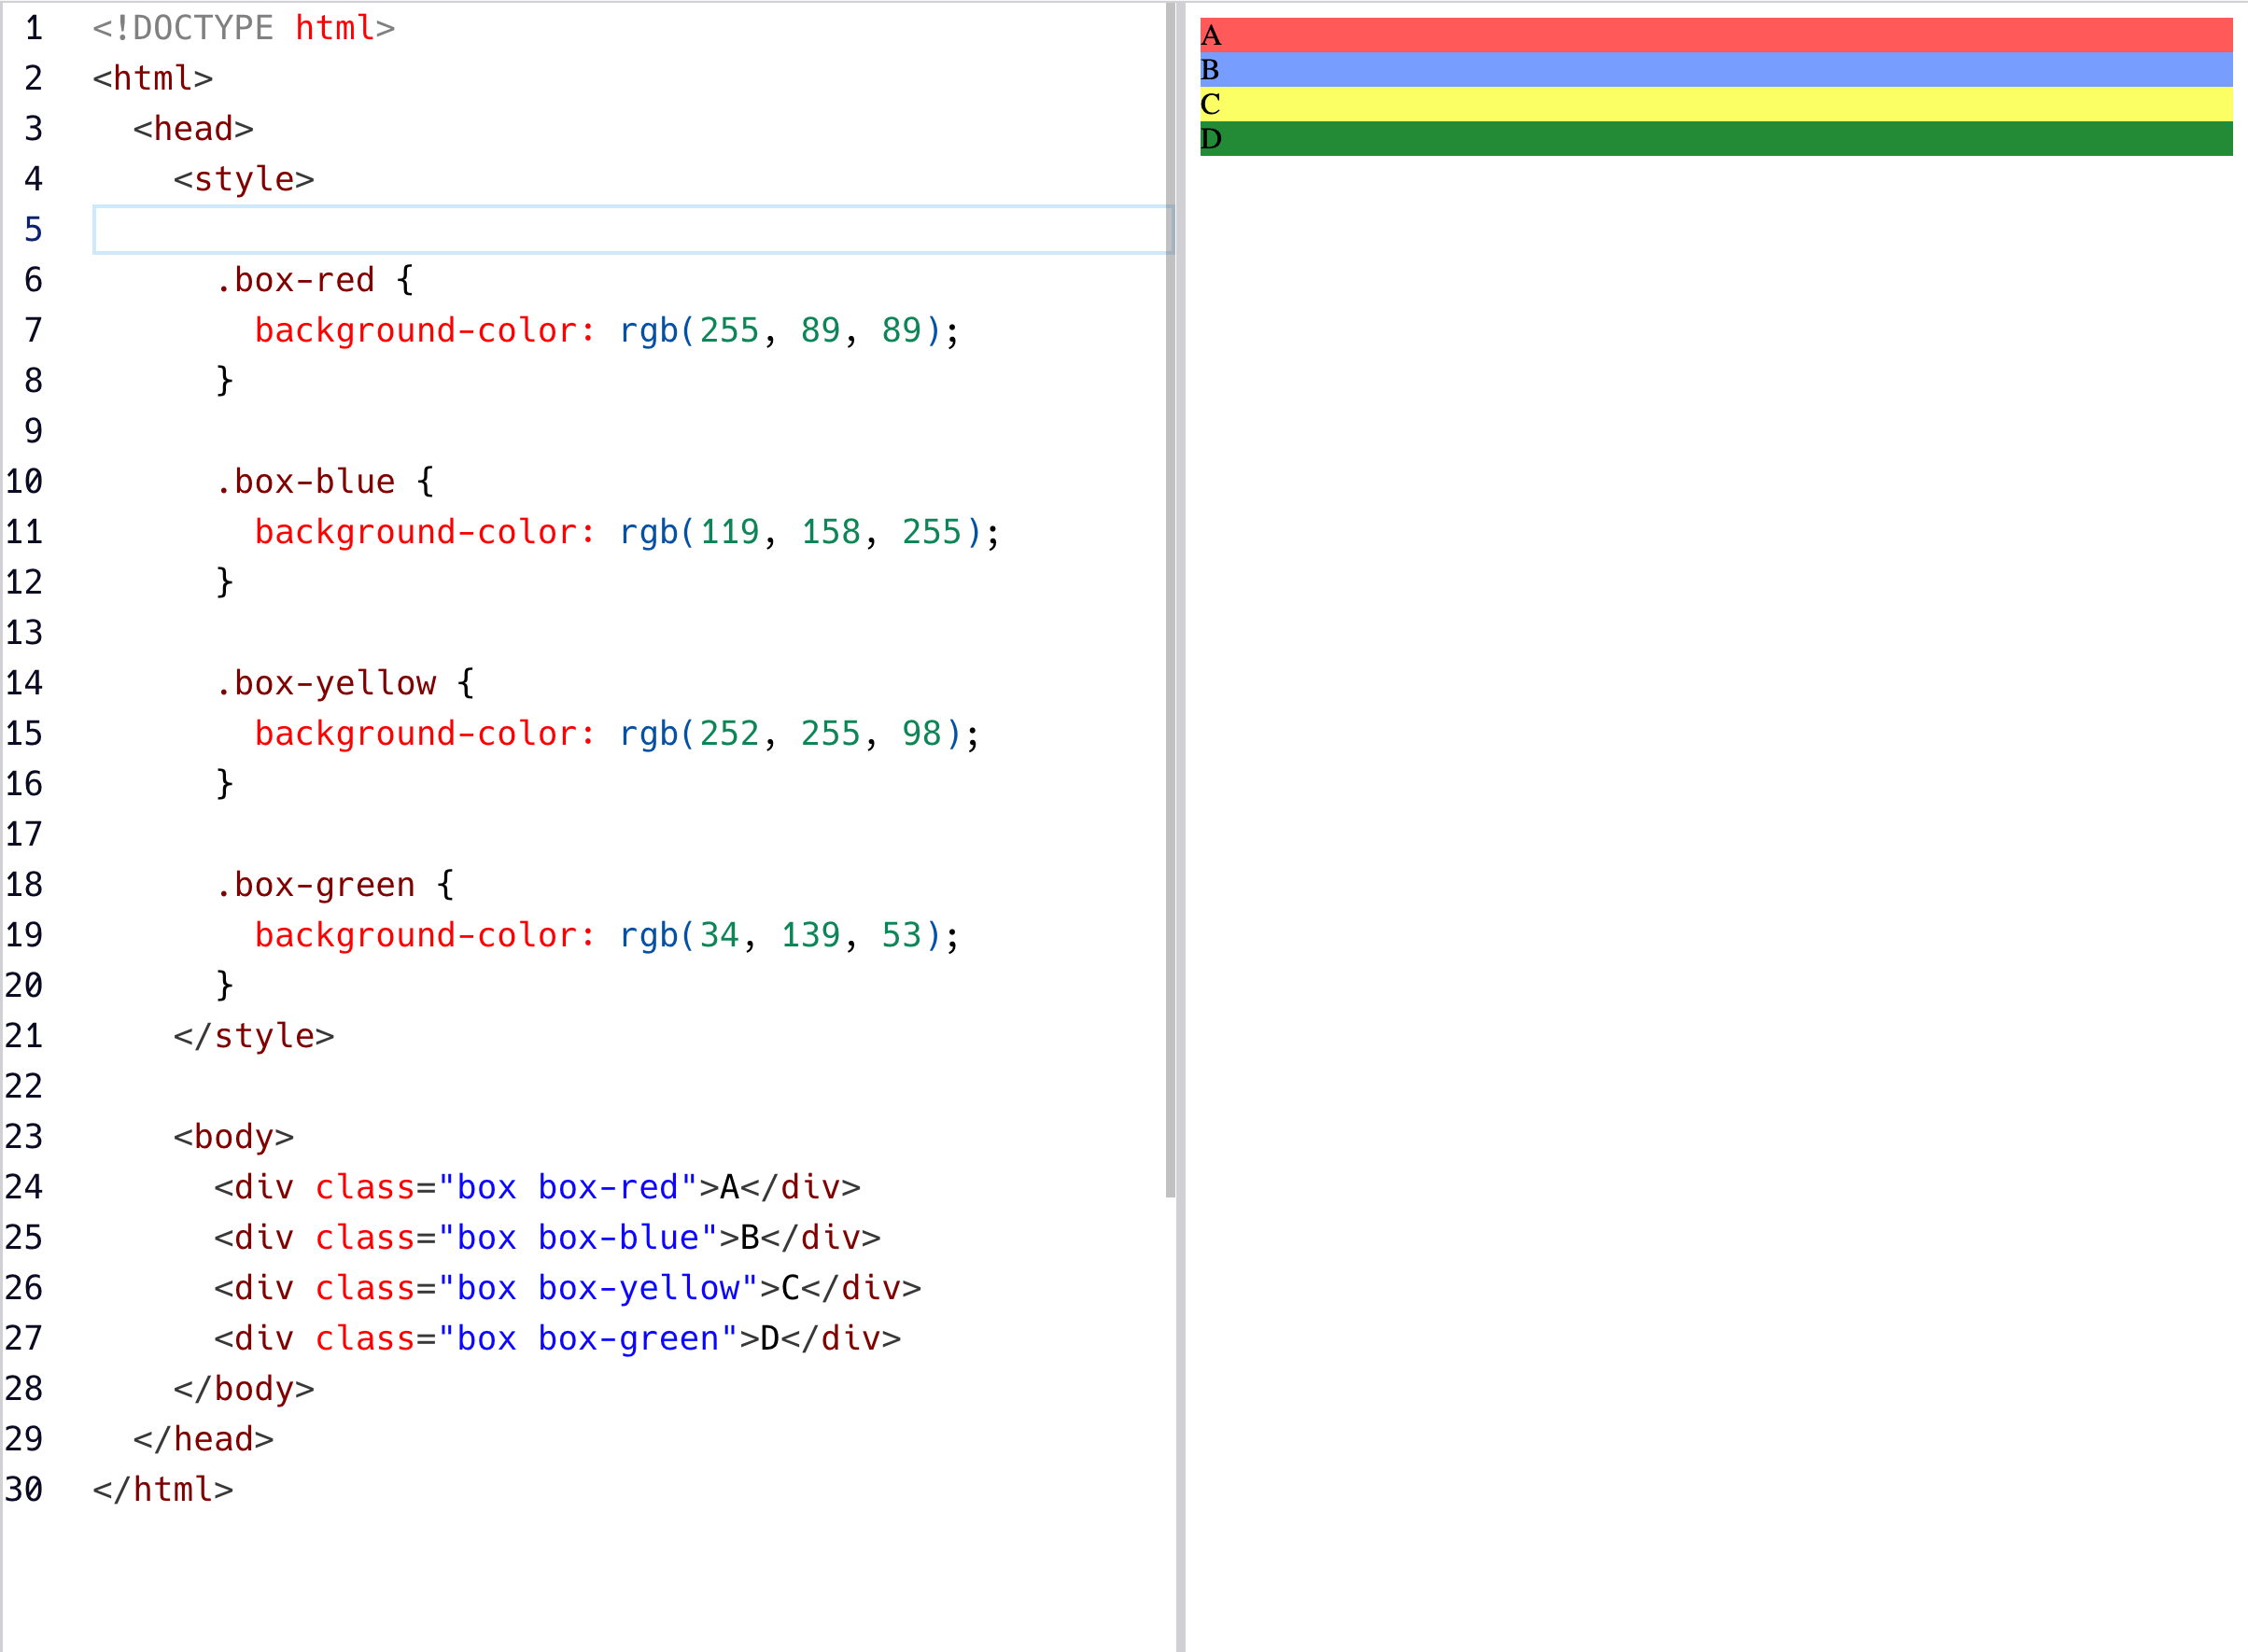 1 <!DOCTYPE html>
2 <html>
3   <head>
4     <style>
5
6       .box-red {
7         background-color: rgb(255, 89, 89);
8       }
9
10       .box-blue {
11         background-color: rgb(119, 158, 255);
12       }
13
14       .box-yellow {
15         background-color: rgb(252, 255, 98);
16       }
17
18       .box-green {
19         background-color: rgb(34, 139, 53);
20       }
21     </style>
22
23     <body>
24       <div class="box box-red">A</div>
25       <div class="box box-blue">B</div>
26       <div class="box box-yellow">C</div>
27       <div class="box box-green">D</div>
28     </body>
29   </head>
30 </html>
A
B
C
D